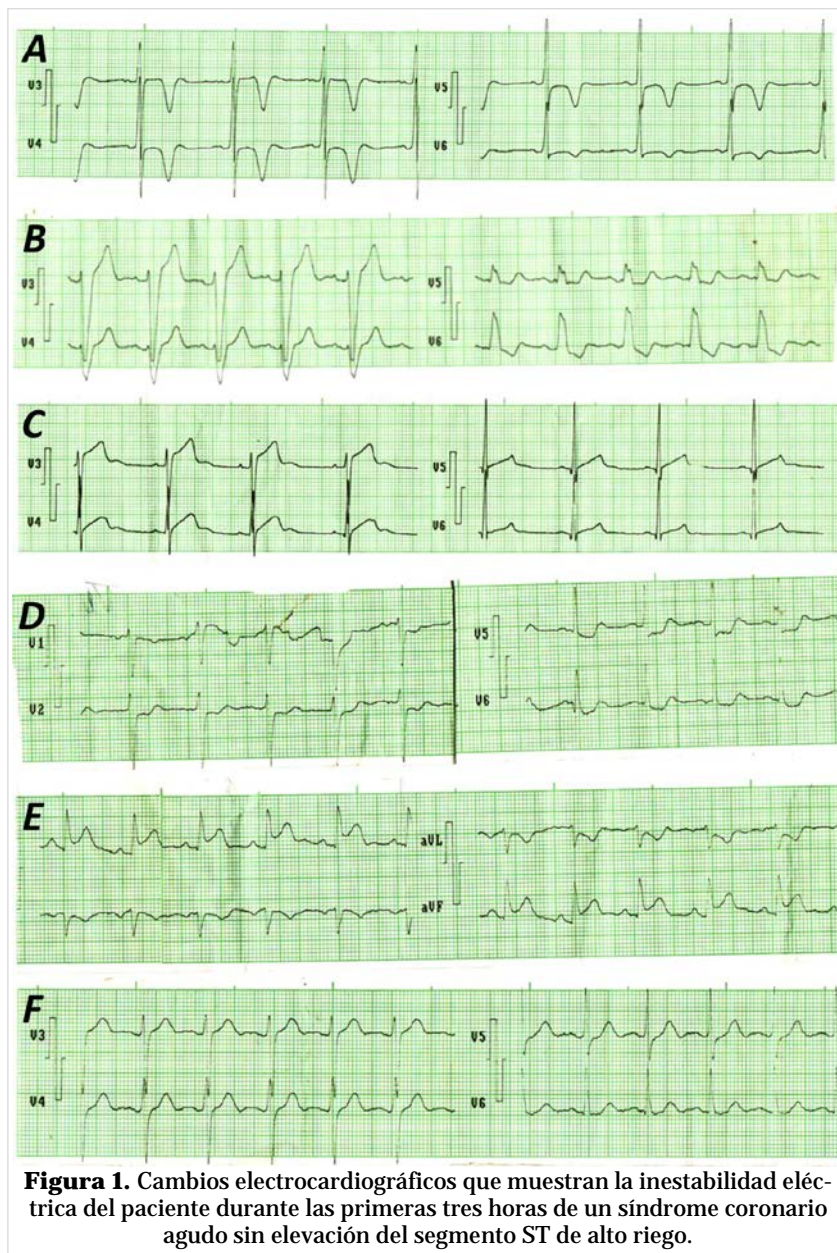 A
V3
V5
V4
V6
B
V3
V5
V4
V6
C
V3
V5
V4
V6
D
V1
V5
V2
V6
E
aVL
aVF
F
V3
V5
V4
V6
Figura 1. Cambios electrocardiográficos que muestran la inestabilidad eléc-
trica del paciente durante las primeras tres horas de un síndrome coronario
agudo sin elevación del segmento ST de alto riego.